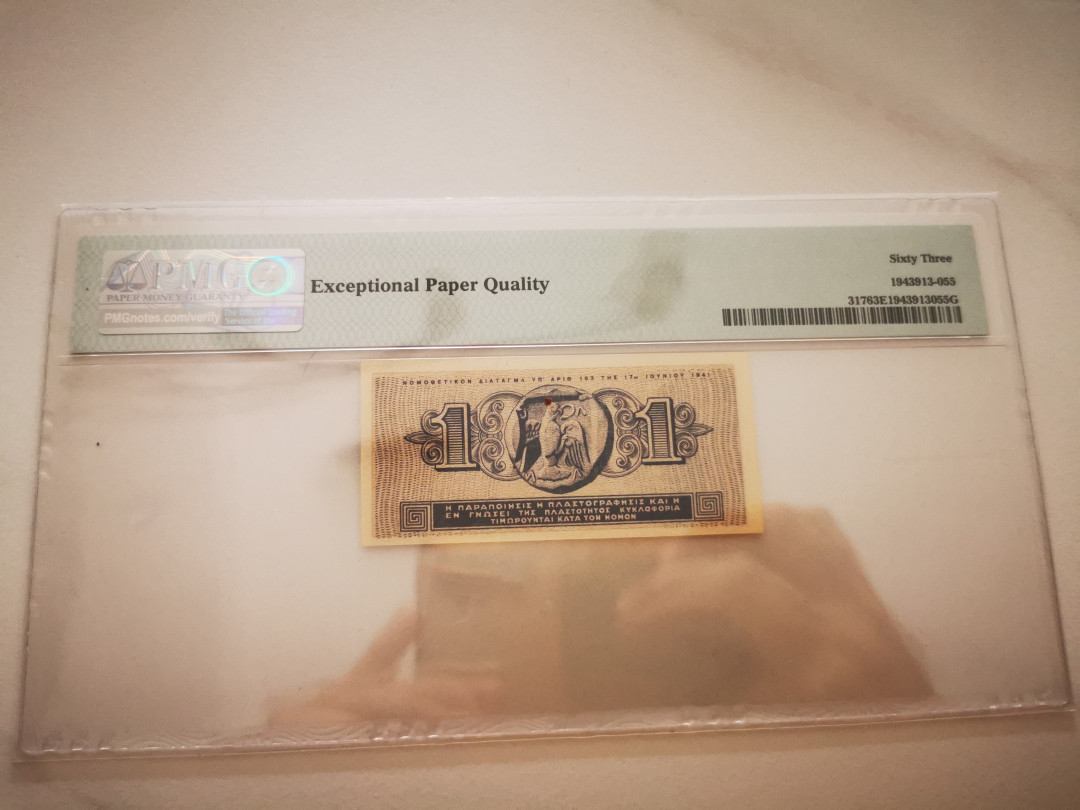 PMG
PAPER MONEY GUARANTY
PMGnotes.com/verify
Exceptional Paper Quality
Sixty Three
1943913-055
31763E1943913055G
ΝΟΜΟΘΕΤΙΚΟΝ ΔΙΑΤΑΓΜΑ ΥΠ' ΑΡΙΘ 163 ΤΗΣ 17ης ΙΟΥΝΙΟΥ 1941
1 1
Η ΠΑΡΑΠΟΙΗΣΙΣ Η ΠΛΑΣΤΟΓΡΑΦΗΣΙΣ ΚΑΙ Η
ΕΝ ΓΝΩΣΕΙ ΤΗΣ ΠΛΑΣΤΟΤΗΤΟΣ ΚΥΚΛΟΦΟΡΙΑ
ΤΙΜΩΡΟΥΝΤΑΙ ΚΑΤΑ ΤΟΝ ΝΟΜΟΝ